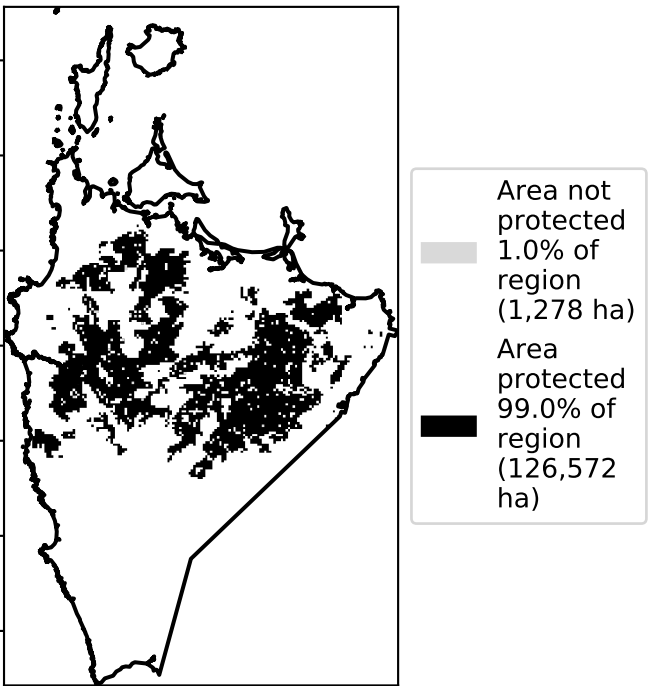 Area not
protected
1.0% of
region
(1,278 ha)
Area
protected
99.0% of
region
(126,572
ha)